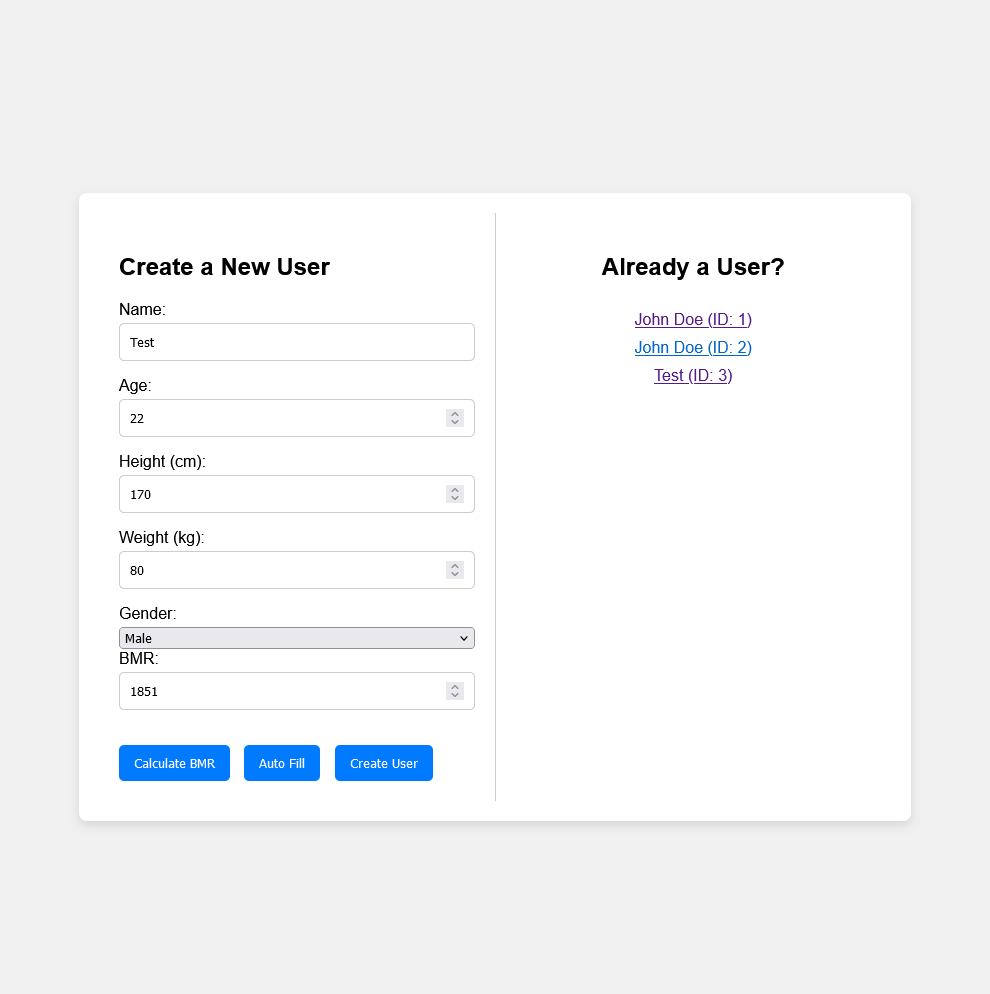 Create a New User
Name:
Test
Age:
22
Height (cm):
170
Weight (kg):
80
Gender:
Male
BMR:
1851
Calculate BMR Auto Fill Create User
Already a User?
John Doe (ID: 1)
John Doe (ID: 2)
Test (ID: 3)